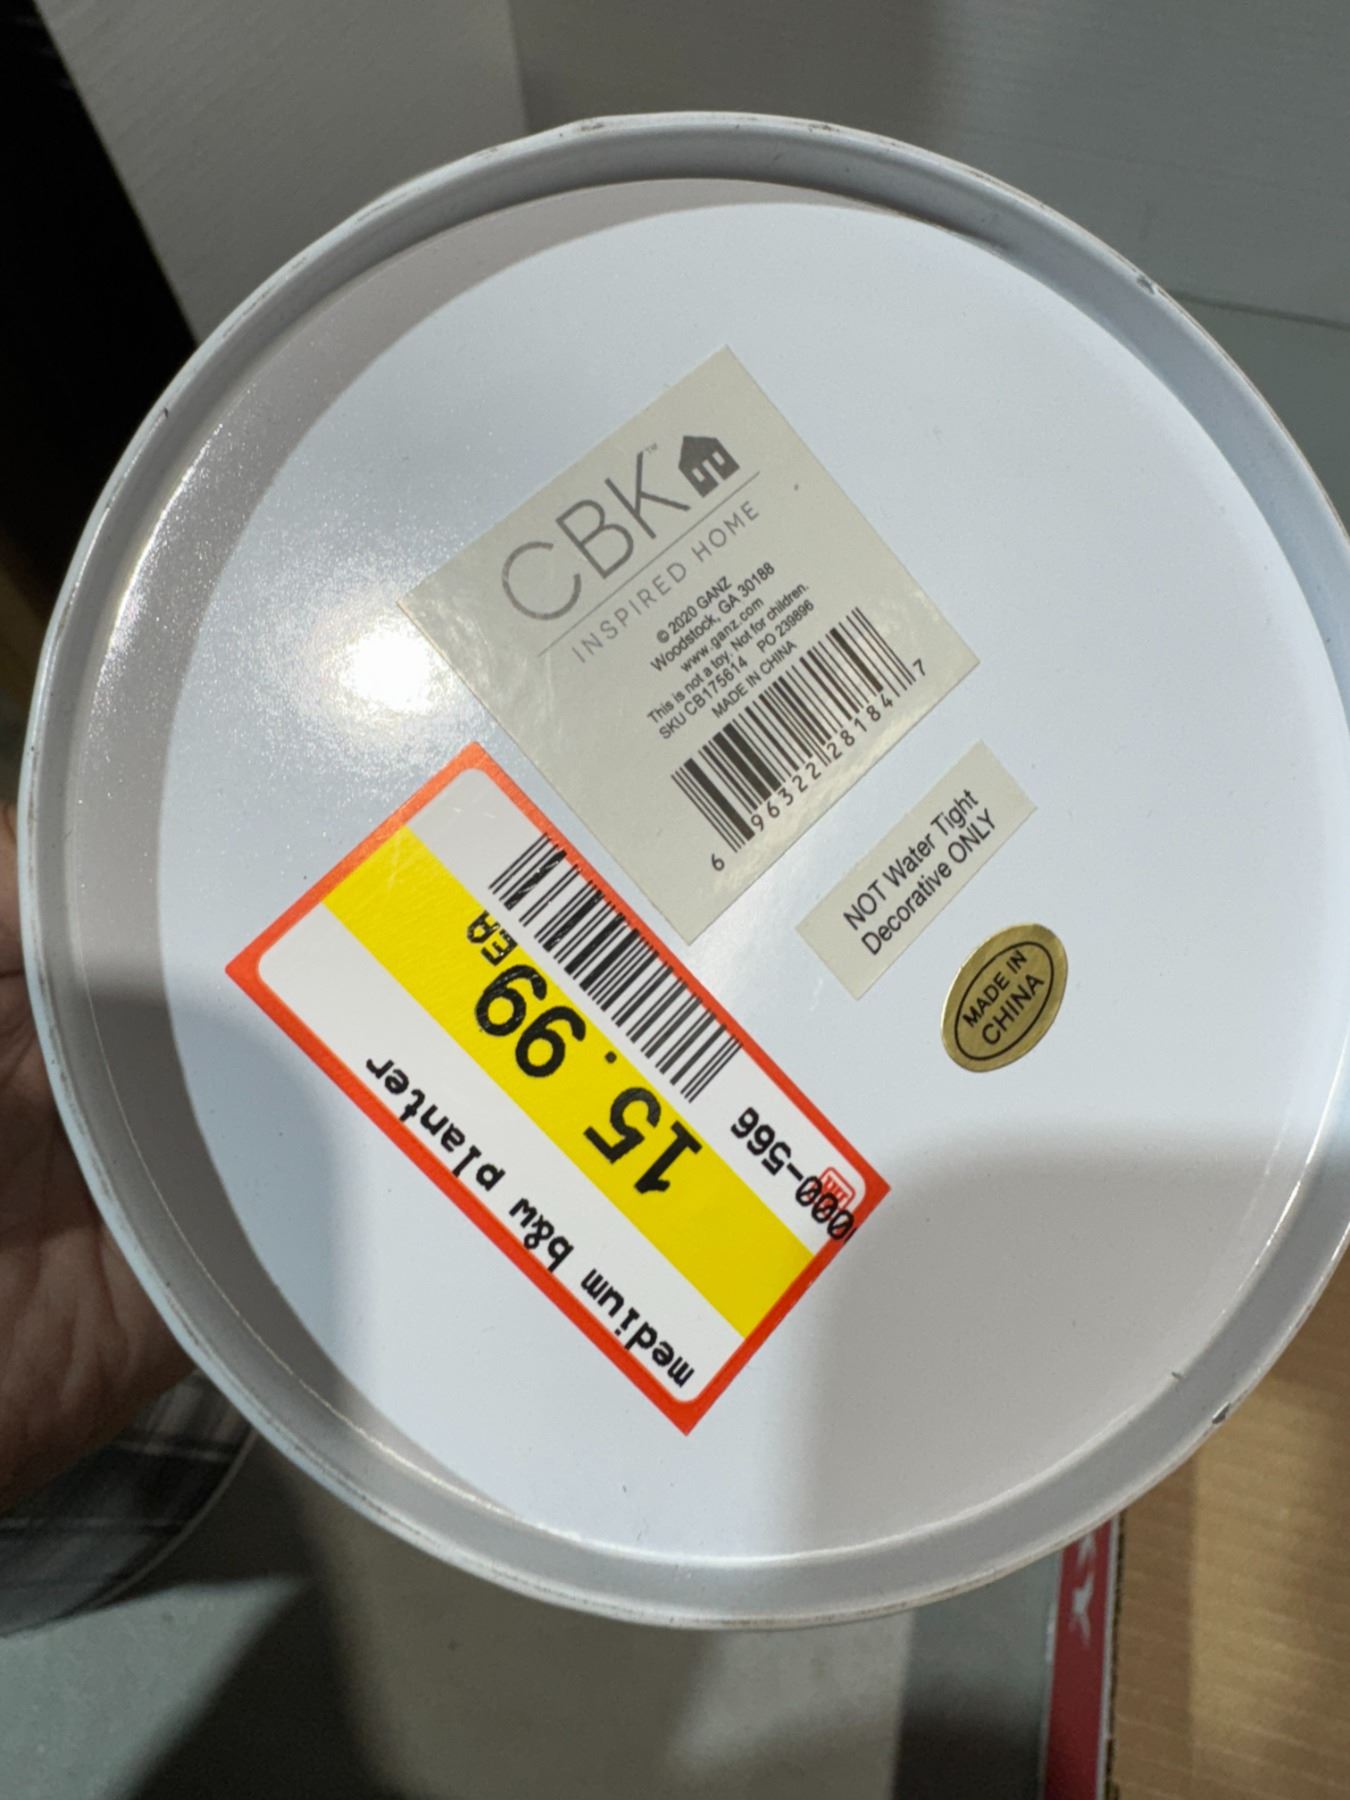 CBK™
INSPIRED HOME
© 2020 GANZ
Woodstock, GA 30188
www.ganz.com
This is not a toy. Not for children.
SKU CB175614 PO 239896
MADE IN CHINA
6 96322 28184 7
NOT Water Tight
Decorative ONLY
MADE IN
CHINA
000-566
15.99 EA
medium b&w planter